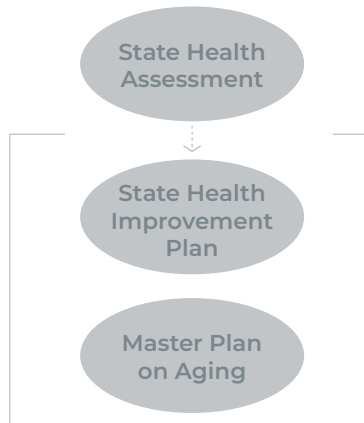 State Health
Assessment
State Health
Improvement
Plan
Master Plan
on Aging